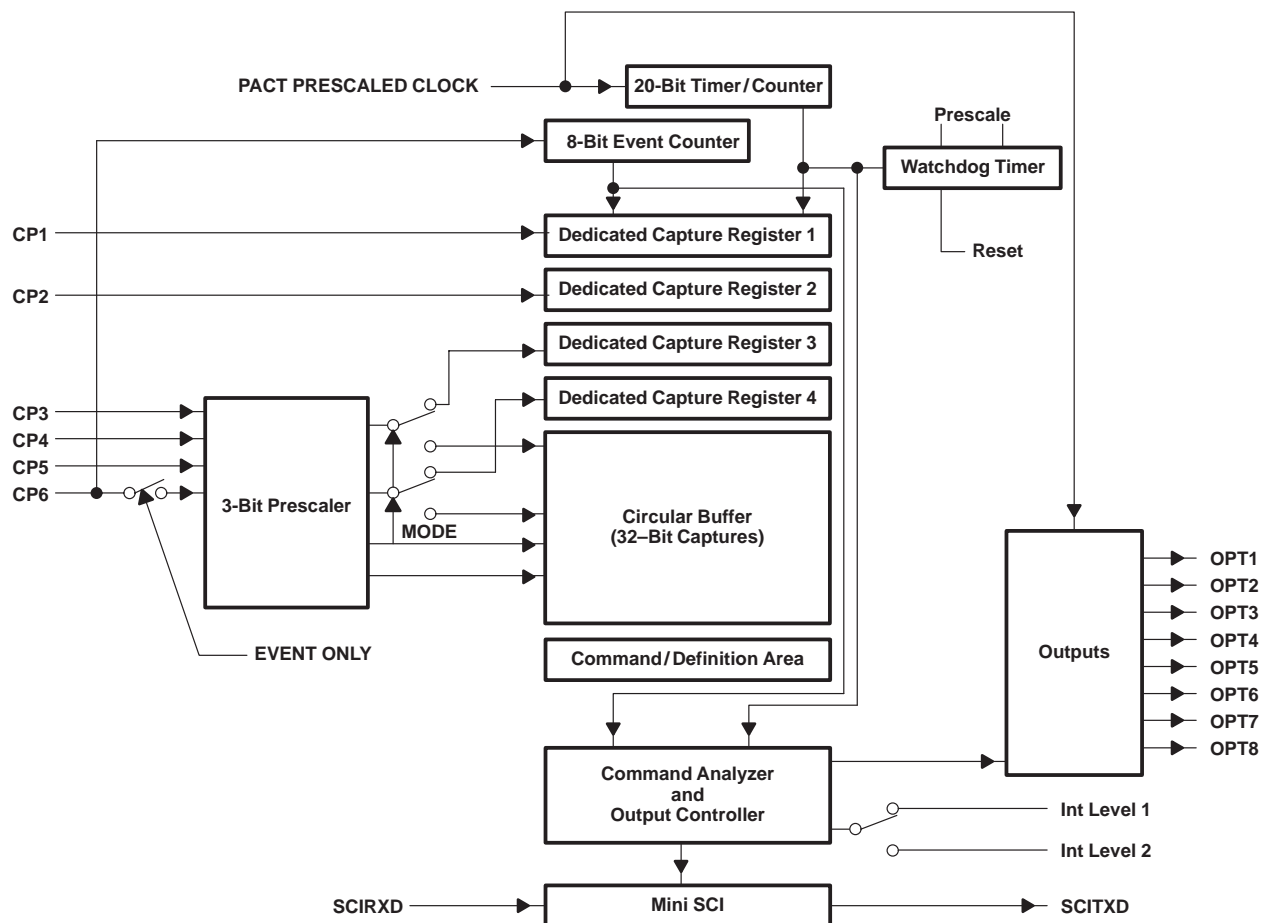 PACT PRESCALED CLOCK
20-Bit Timer/Counter
Prescale
8-Bit Event Counter
Watchdog Timer
CP1
Dedicated Capture Register 1
Reset
CP2
Dedicated Capture Register 2
Dedicated Capture Register 3
Dedicated Capture Register 4
CP3
CP4
CP5
CP6
3-Bit Prescaler
MODE
Circular Buffer
(32–Bit Captures)
EVENT ONLY
Command/Definition Area
Outputs
OPT1
OPT2
OPT3
OPT4
OPT5
OPT6
OPT7
OPT8
Command Analyzer
and
Output Controller
Int Level 1
Int Level 2
SCIRXD
Mini SCI
SCITXD